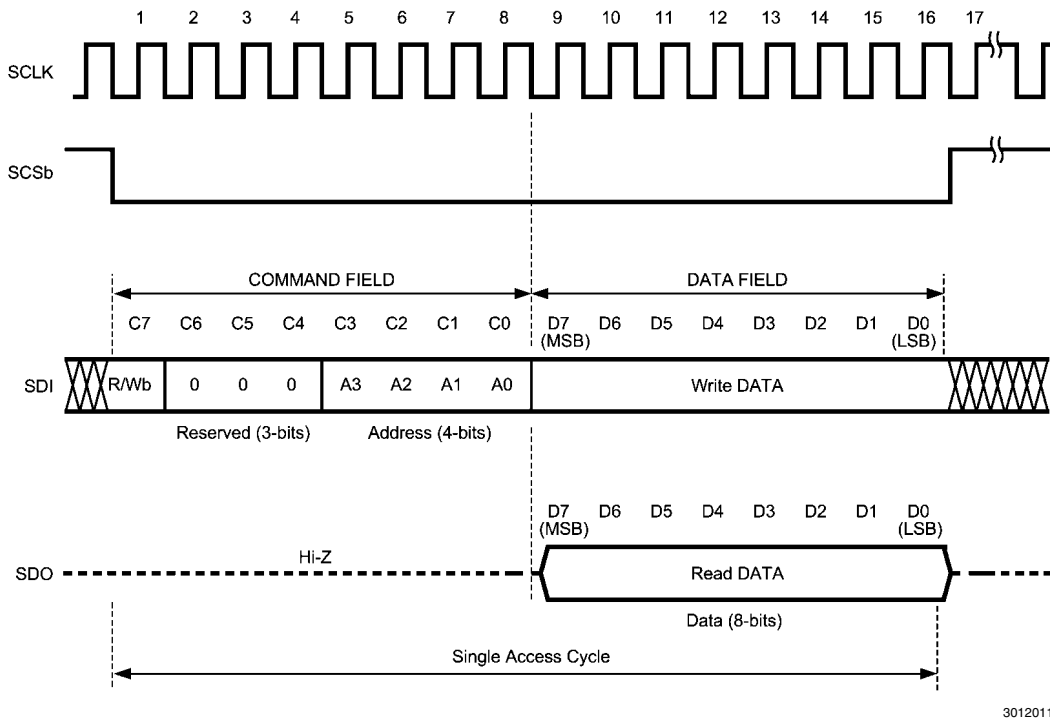 1 2 3 4 5 6 7 8 9 10 11 12 13 14 15 16 17
SCLK
SCSb
COMMAND FIELD DATA FIELD
C7 C6 C5 C4 C3 C2 C1 C0 D7 D6 D5 D4 D3 D2 D1 D0
(MSB) (LSB)
SDI R/Wb 0 0 0 A3 A2 A1 A0 Write DATA
Reserved (3-bits) Address (4-bits)
D7 D6 D5 D4 D3 D2 D1 D0
(MSB) (LSB)
Hi-Z
SDO Read DATA
Data (8-bits)
Single Access Cycle
3012011